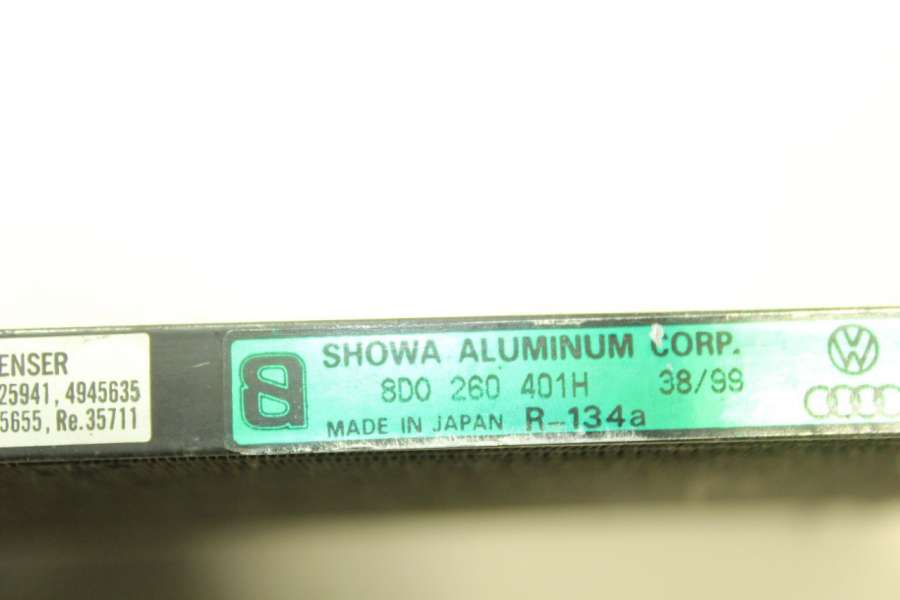 ENSER
25941, 4945635
5655, Re.35711
SHOWA ALUMINUM CORP.
8D0 260 401H 38/99
MADE IN JAPAN R-134a